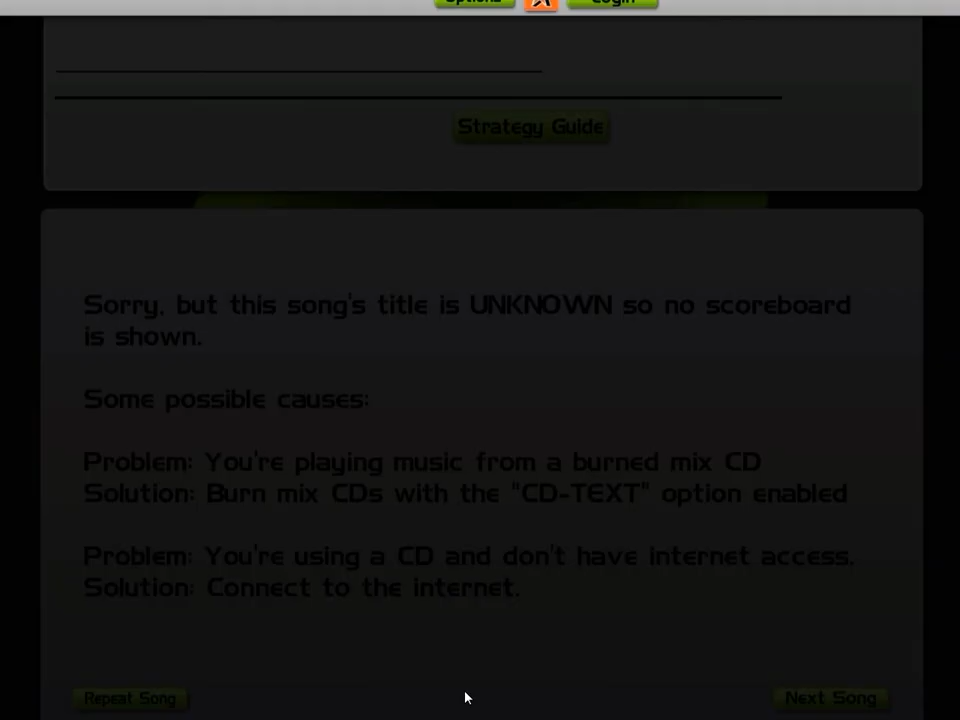 Options
Login
Strategy Guide
Sorry, but this song's title is UNKNOWN so no scoreboard
is shown.
Some possible causes:
Problem: You're playing music from a burned mix CD
Solution: Burn mix CDs with the "CD-TEXT" option enabled
Problem: You're using a CD and don't have internet access.
Solution: Connect to the internet.
Repeat Song
Next Song